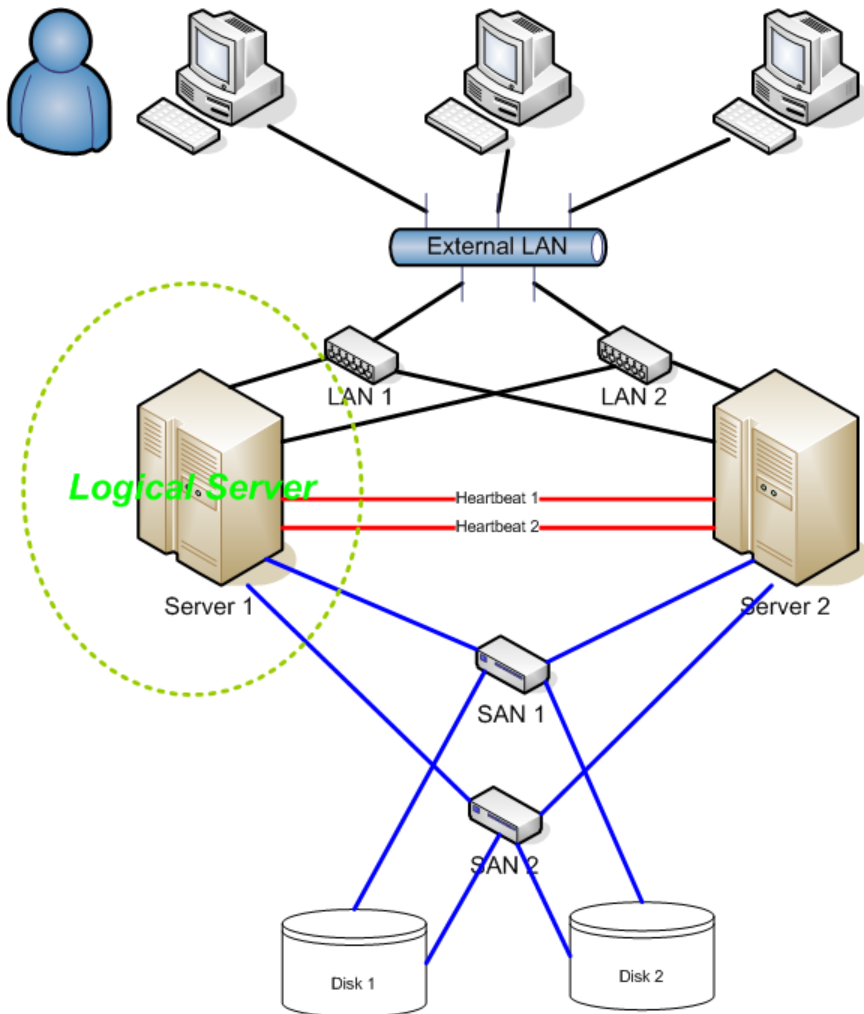 External LAN
LAN 1
LAN 2
Logical Server
Heartbeat 1
Heartbeat 2
Server 1
Server 2
SAN 1
SAN 2
Disk 1
Disk 2